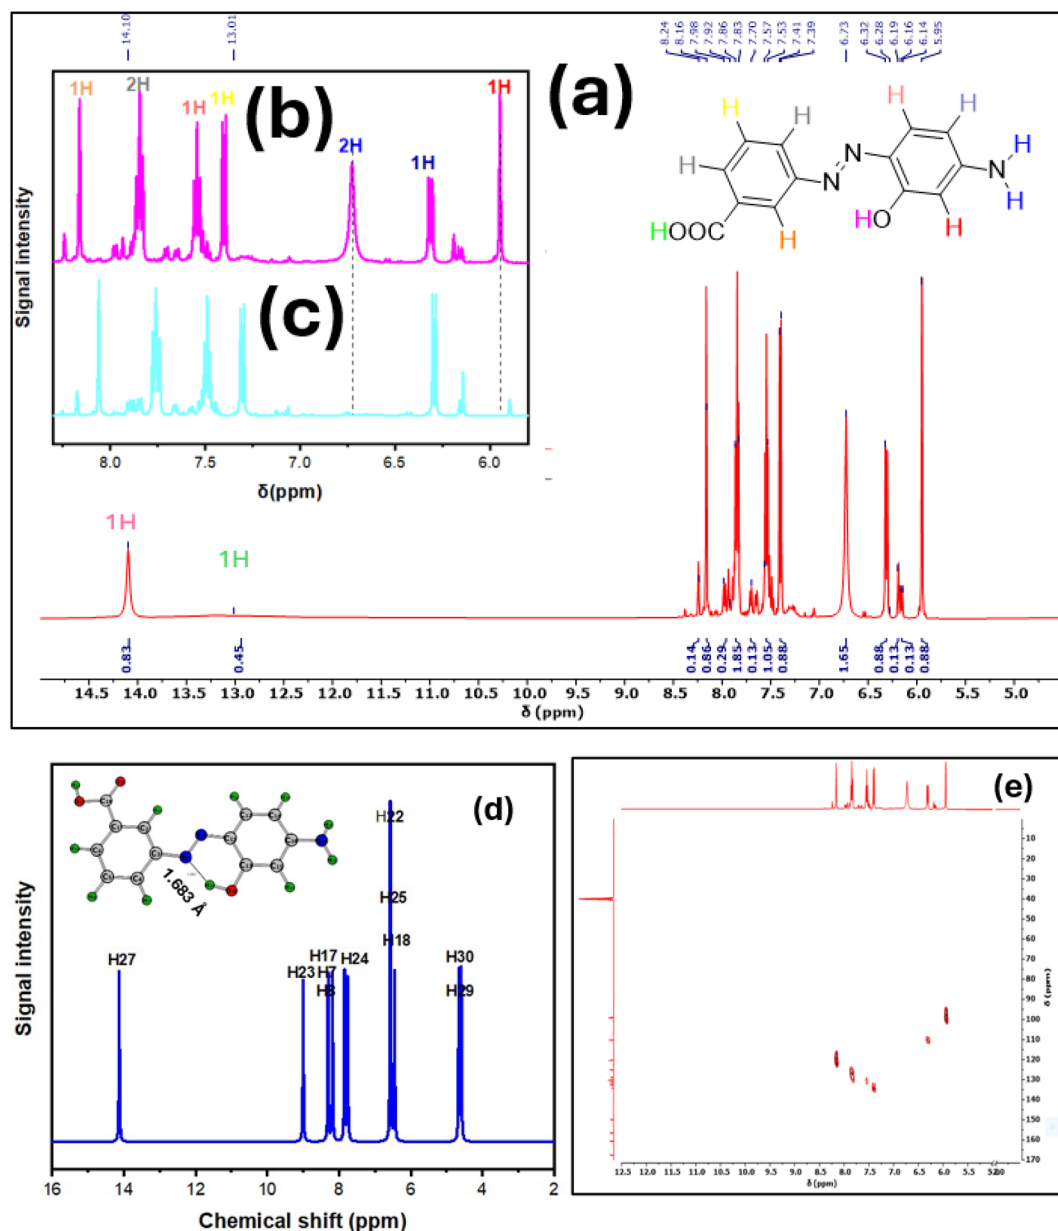 14.10
13.01
8.24
8.16
7.98
7.92
7.86
7.83
7.70
7.57
7.53
7.41
7.39
6.73
6.32
6.28
6.19
6.16
6.14
5.95
(a)
H
H
H
H
H
N
N
N
H
H
HO
H
H
HOOC
(b)
1H
2H
1H
1H
2H
1H
1H
(c)
Signal intensity
8.0 7.5 7.0 6.5 6.0
δ(ppm)
1H
1H
0.83
0.45
0.14
0.86
0.29
1.85
0.13
1.05
0.88
1.65
0.88
0.13
0.13
0.88
14.5 14.0 13.5 13.0 12.5 12.0 11.5 11.0 10.5 10.0 9.5 9.0 8.5 8.0 7.5 7.0 6.5 6.0 5.5 5.0
δ (ppm)
(d)
1.683 Å
H22
H25
H18
H27
H23
H17
H7
H8
H24
H30
H29
Signal intensity
16 14 12 10 8 6 4 2
Chemical shift (ppm)
(e)
10
20
30
40
50
60
70
80
90
100
110
120
130
140
150
160
170
δ (ppm)
12.5 11.5 10.5 9.5 9.0 8.5 8.0 7.5 7.0 6.5 6.0 5.5
δ (ppm)